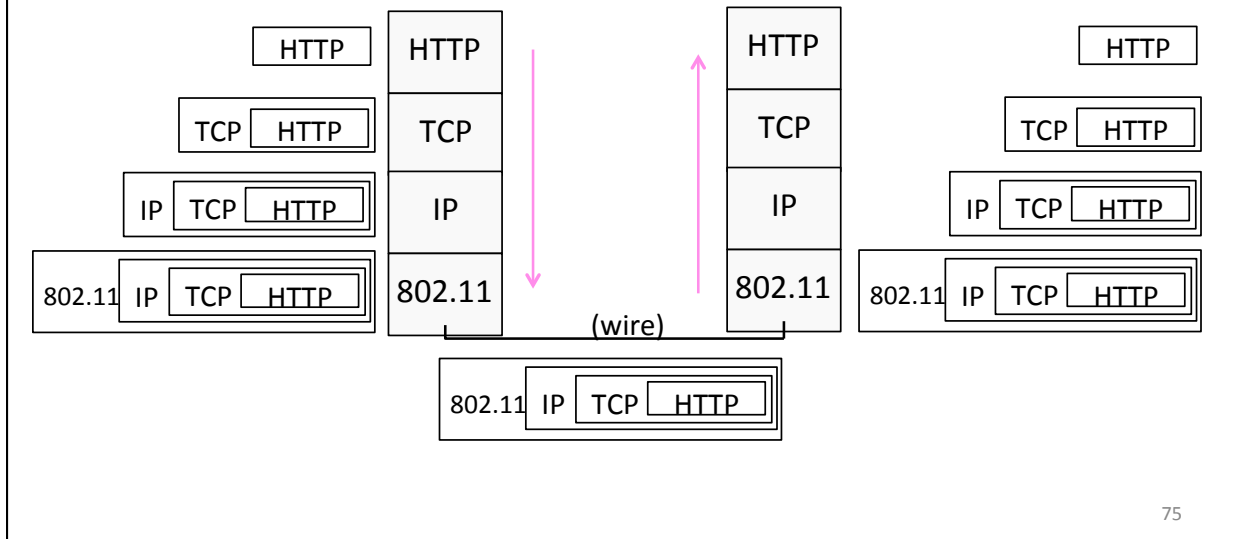 HTTP HTTP HTTP HTTP
TCP HTTP TCP TCP TCP HTTP
IP TCP HTTP IP IP IP TCP HTTP
802.11 IP TCP HTTP 802.11 802.11 802.11 IP TCP HTTP
(wire)
802.11 IP TCP HTTP
75